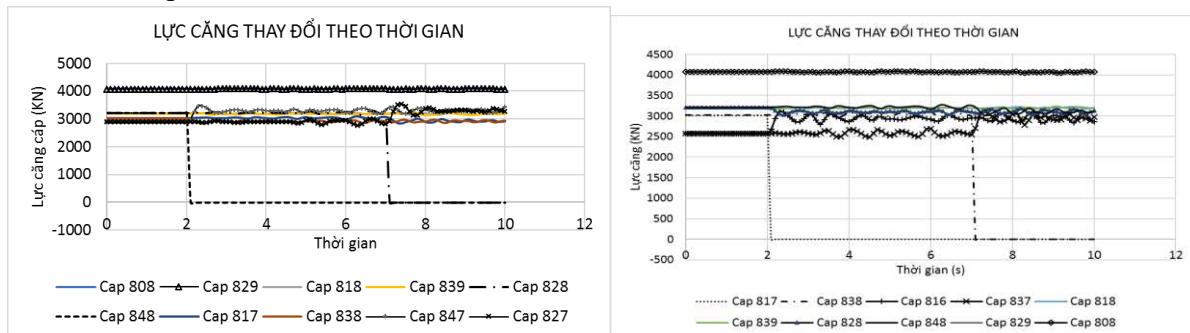 LỰC CĂNG THAY ĐỔI THEO THỜI GIAN
Lực căng cáp (KN)
5000
4000
3000
2000
1000
0
-1000
0 2 4 6 8 10 12
Thời gian
Cap 808 Cap 829 Cap 818 Cap 839 Cap 828
Cap 848 Cap 817 Cap 838 Cap 847 Cap 827
LỰC CĂNG THAY ĐỔI THEO THỜI GIAN
Lực căng (KN)
4500
4000
3500
3000
2500
2000
1500
1000
500
0
-500
0 2 4 6 8 10 12
Thời gian (s)
Cap 817 Cap 838 Cap 816 Cap 837 Cap 818
Cap 839 Cap 828 Cap 848 Cap 829 Cap 808